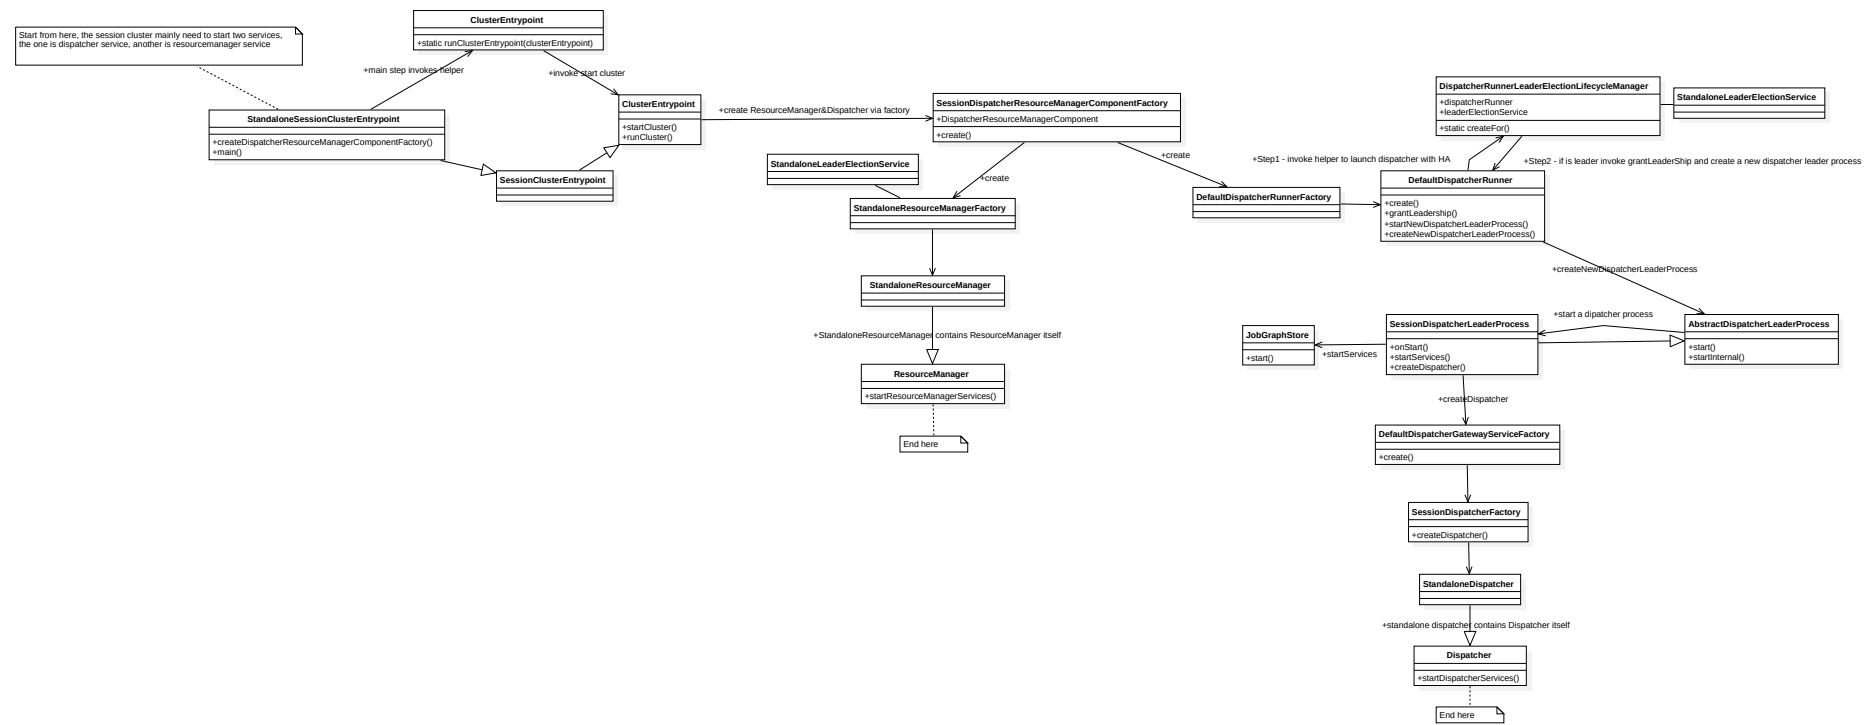 Start from here, the session cluster mainly need to start two services,
the one is dispatcher service, another is resourcemanager service
ClusterEntrypoint
+static runClusterEntrypoint(clusterEntrypoint)
+main step invokes helper
+invoke start cluster
StandaloneSessionClusterEntrypoint
+createDispatcherResourceManagerComponentFactory()
+main()
ClusterEntrypoint
+startCluster()
+runCluster()
SessionClusterEntrypoint
+create ResourceManager&Dispatcher via factory
SessionDispatcherResourceManagerComponentFactory
+DispatcherResourceManagerComponent
+create()
StandaloneLeaderElectionService
+create
+create
StandaloneResourceManagerFactory
StandaloneResourceManager
+StandaloneResourceManager contains ResourceManager itself
ResourceManager
+startResourceManagerServices()
End here
DefaultDispatcherRunnerFactory
DispatcherRunnerLeaderElectionLifecycleManager
+dispatcherRunner
+leaderElectionService
+static createFor()
StandaloneLeaderElectionService
+Step1 - invoke helper to launch dispatcher with HA
+Step2 - if is leader invoke grantLeaderShip and create a new dispatcher leader process
DefaultDispatcherRunner
+create()
+grantLeadership()
+startNewDispatcherLeaderProcess()
+createNewDispatcherLeaderProcess()
+createNewDispatcherLeaderProcess
AbstractDispatcherLeaderProcess
+start()
+startInternal()
+start a dipatcher process
SessionDispatcherLeaderProcess
+onStart()
+startServices()
+createDispatcher()
+startServices
JobGraphStore
+start()
+createDispatcher
DefaultDispatcherGatewayServiceFactory
+create()
SessionDispatcherFactory
+createDispatcher()
StandaloneDispatcher
+standalone dispatcher contains Dispatcher itself
Dispatcher
+startDispatcherServices()
End here